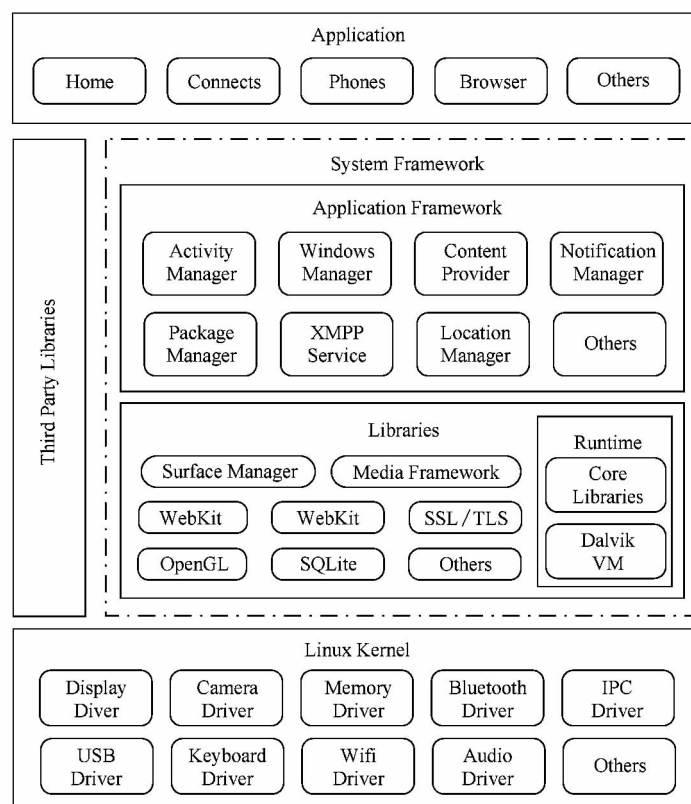 Application
Home
Connects
Phones
Browser
Others
Third Party Libraries
System Framework
Application Framework
Activity
Manager
Windows
Manager
Content
Provider
Notification
Manager
Package
Manager
XMPP
Service
Location
Manager
Others
Libraries
Surface Manager
Media Framework
WebKit
WebKit
SSL/TLS
OpenGL
SQLite
Others
Runtime
Core
Libraries
Dalvik
VM
Linux Kernel
Display
Diver
Camera
Driver
Memory
Driver
Bluetooth
Driver
IPC
Driver
USB
Driver
Keyboard
Driver
Wifi
Driver
Audio
Driver
Others